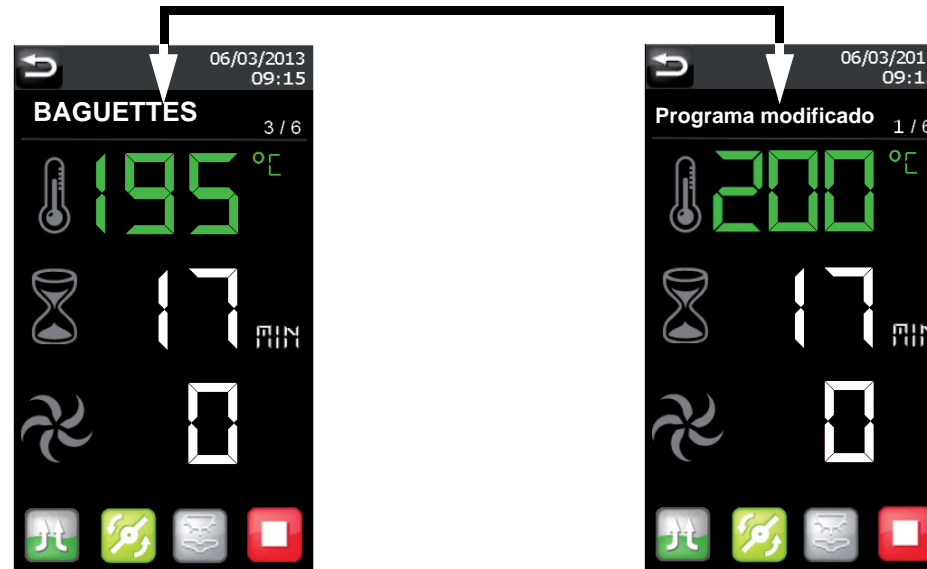 06/03/2013
09:15
BAGUETTES
3 / 6
195 °C
17 MIN
0
06/03/201
09:1
Programa modificado
1 / 6
200 °C
17 MIN
0